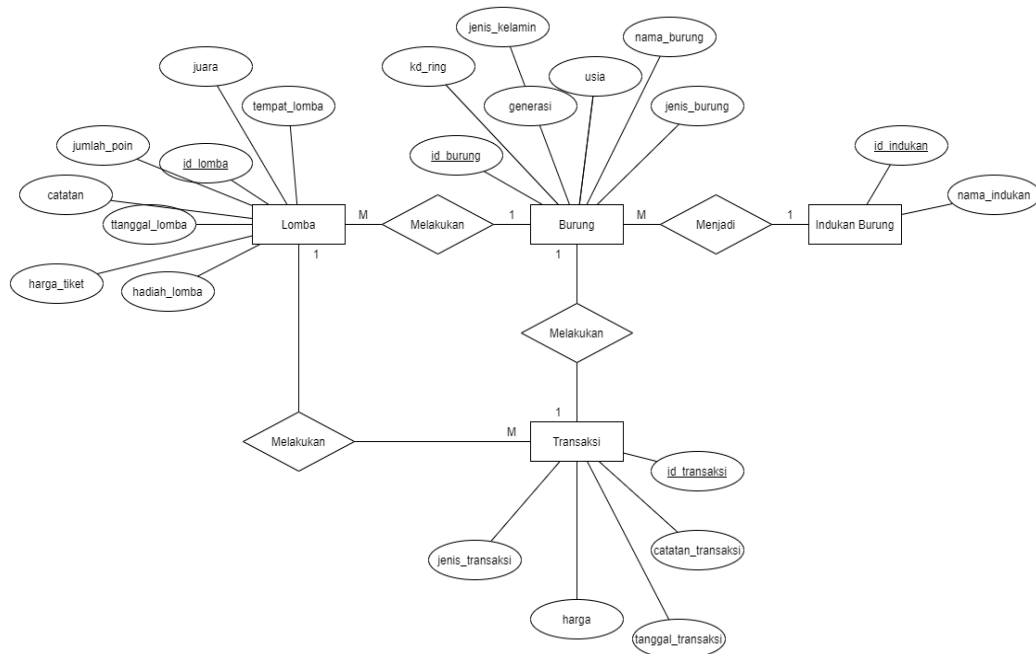 jenis_kelamin
nama_burung
juara
kd_ring
usia
tempat_lomba
generasi
jenis_burung
jumlah_poin
id_lomba
id_burung
id_indukan
catatan
nama_indukan
ttanggal_lomba
Lomba
M
Melakukan
1
Burung
M
Menjadi
1
Indukan Burung
1
1
harga_tiket
hadiah_lomba
Melakukan
1
Melakukan
M
Transaksi
id_transaksi
jenis_transaksi
catatan_transaksi
harga
tanggal_transaksi